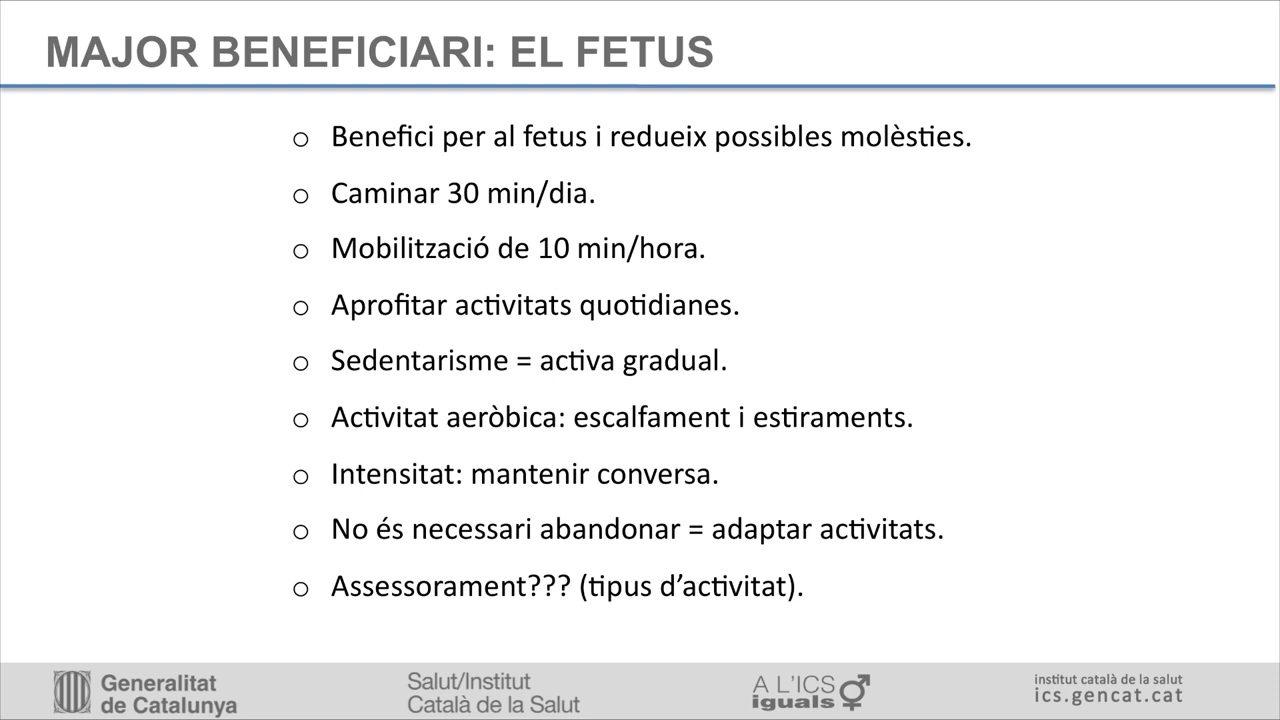 MAJOR BENEFICIARI: EL FETUS
o Benefici per al fetus i redueix possibles molèsties.
o Caminar 30 min/dia.
o Mobilització de 10 min/hora.
o Aprofitar activitats quotidianes.
o Sedentarisme = activa gradual.
o Activitat aeròbica: escalfament i estiraments.
o Intensitat: mantenir conversa.
o No és necessari abandonar = adaptar activitats.
o Assessorament??? (tipus d’activitat).
Generalitat
de Catalunya
Salut/Institut
Català de la Salut
A L'ICS
iguals
institut català de la salut
ics.gencat.cat